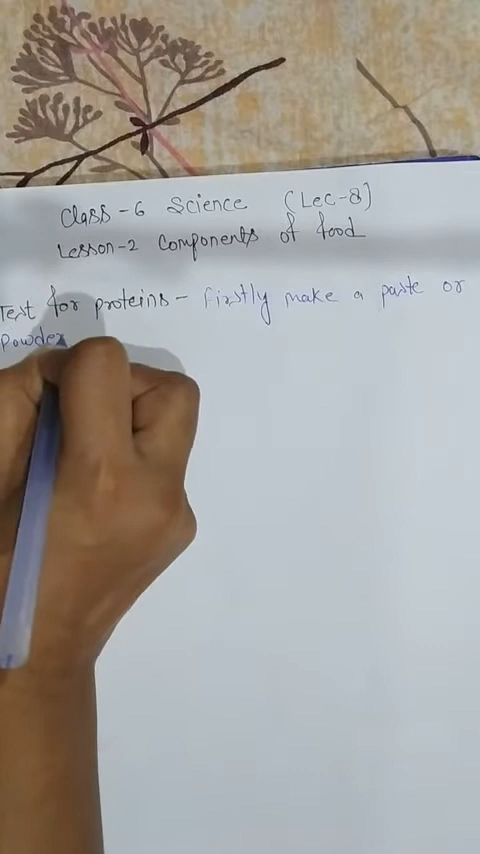 Class-6 Science (Lec-8)
Lesson-2 Components of food
Test for proteins - firstly make a paste or
Powder